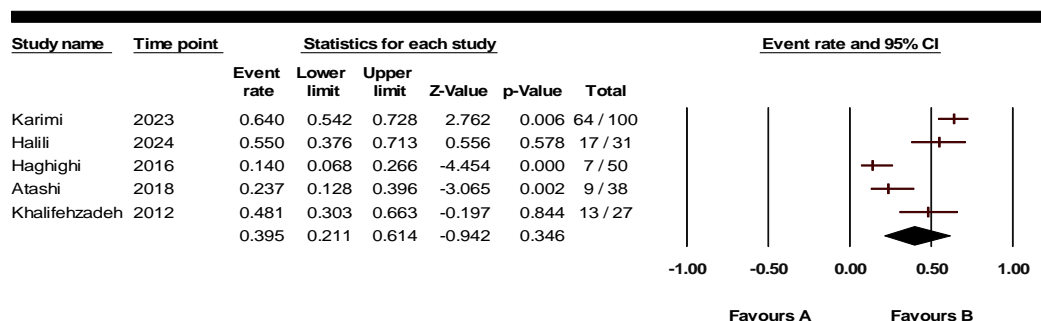 Study name Time point Statistics for each study Event rate and 95% CI
Event Lower Upper
rate limit limit Z-Value p-Value Total
Karimi 2023 0.640 0.542 0.728 2.762 0.006 64 / 100
Halili 2024 0.550 0.376 0.713 0.556 0.578 17 / 31
Haghighi 2016 0.140 0.068 0.266 -4.454 0.000 7 / 50
Atashi 2018 0.237 0.128 0.396 -3.065 0.002 9 / 38
Khalifehzadeh 2012 0.481 0.303 0.663 -0.197 0.844 13 / 27
0.395 0.211 0.614 -0.942 0.346
-1.00 -0.50 0.00 0.50 1.00
Favours A Favours B